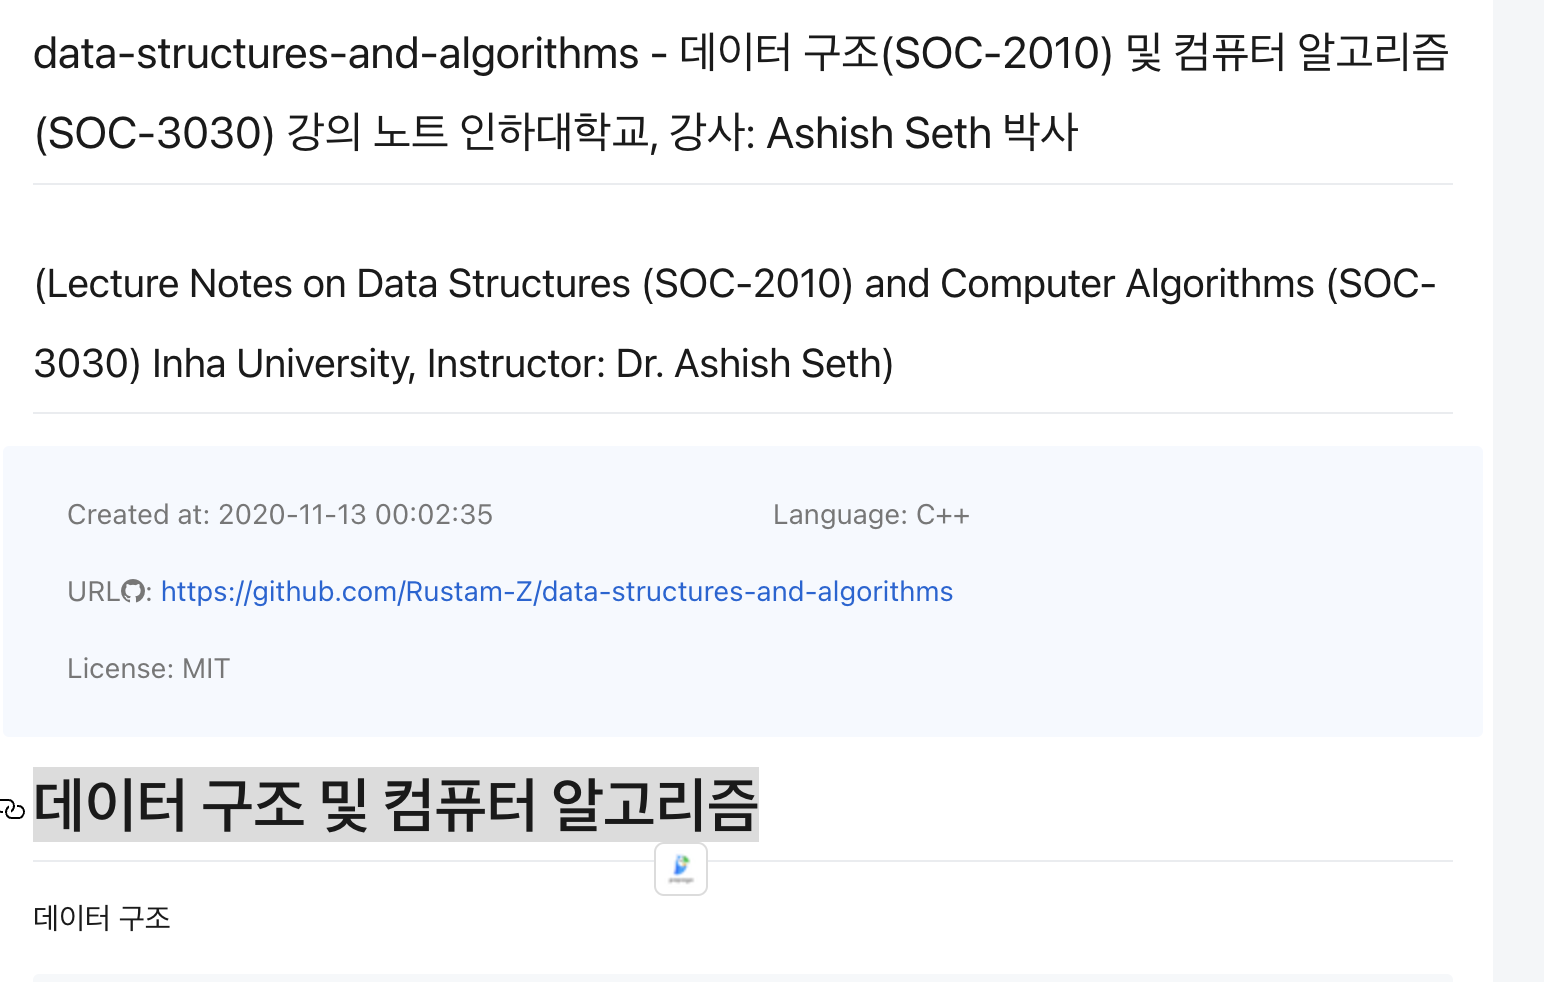 data-structures-and-algorithms - 데이터 구조(SOC-2010) 및 컴퓨터 알고리즘
(SOC-3030) 강의 노트 인하대학교, 강사: Ashish Seth 박사
(Lecture Notes on Data Structures (SOC-2010) and Computer Algorithms (SOC-
3030) Inha University, Instructor: Dr. Ashish Seth)
Created at: 2020-11-13 00:02:35
Language: C++
URL: https://github.com/Rustam-Z/data-structures-and-algorithms
License: MIT
데이터 구조 및 컴퓨터 알고리즘
데이터 구조